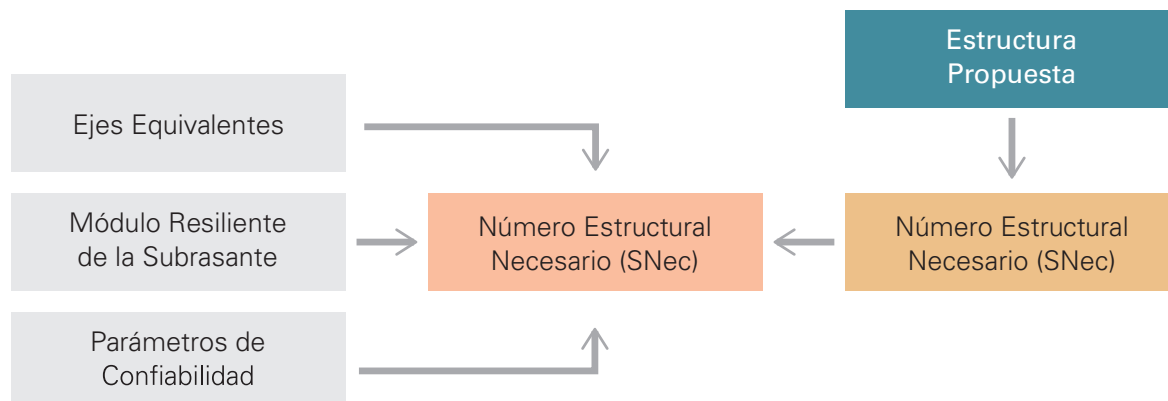 Estructura
Propuesta
Ejes Equivalentes
Módulo Resiliente
de la Subrasante
Número Estructural
Necesario (SNec)
Número Estructural
Necesario (SNec)
Parámetros de
Confiabilidad